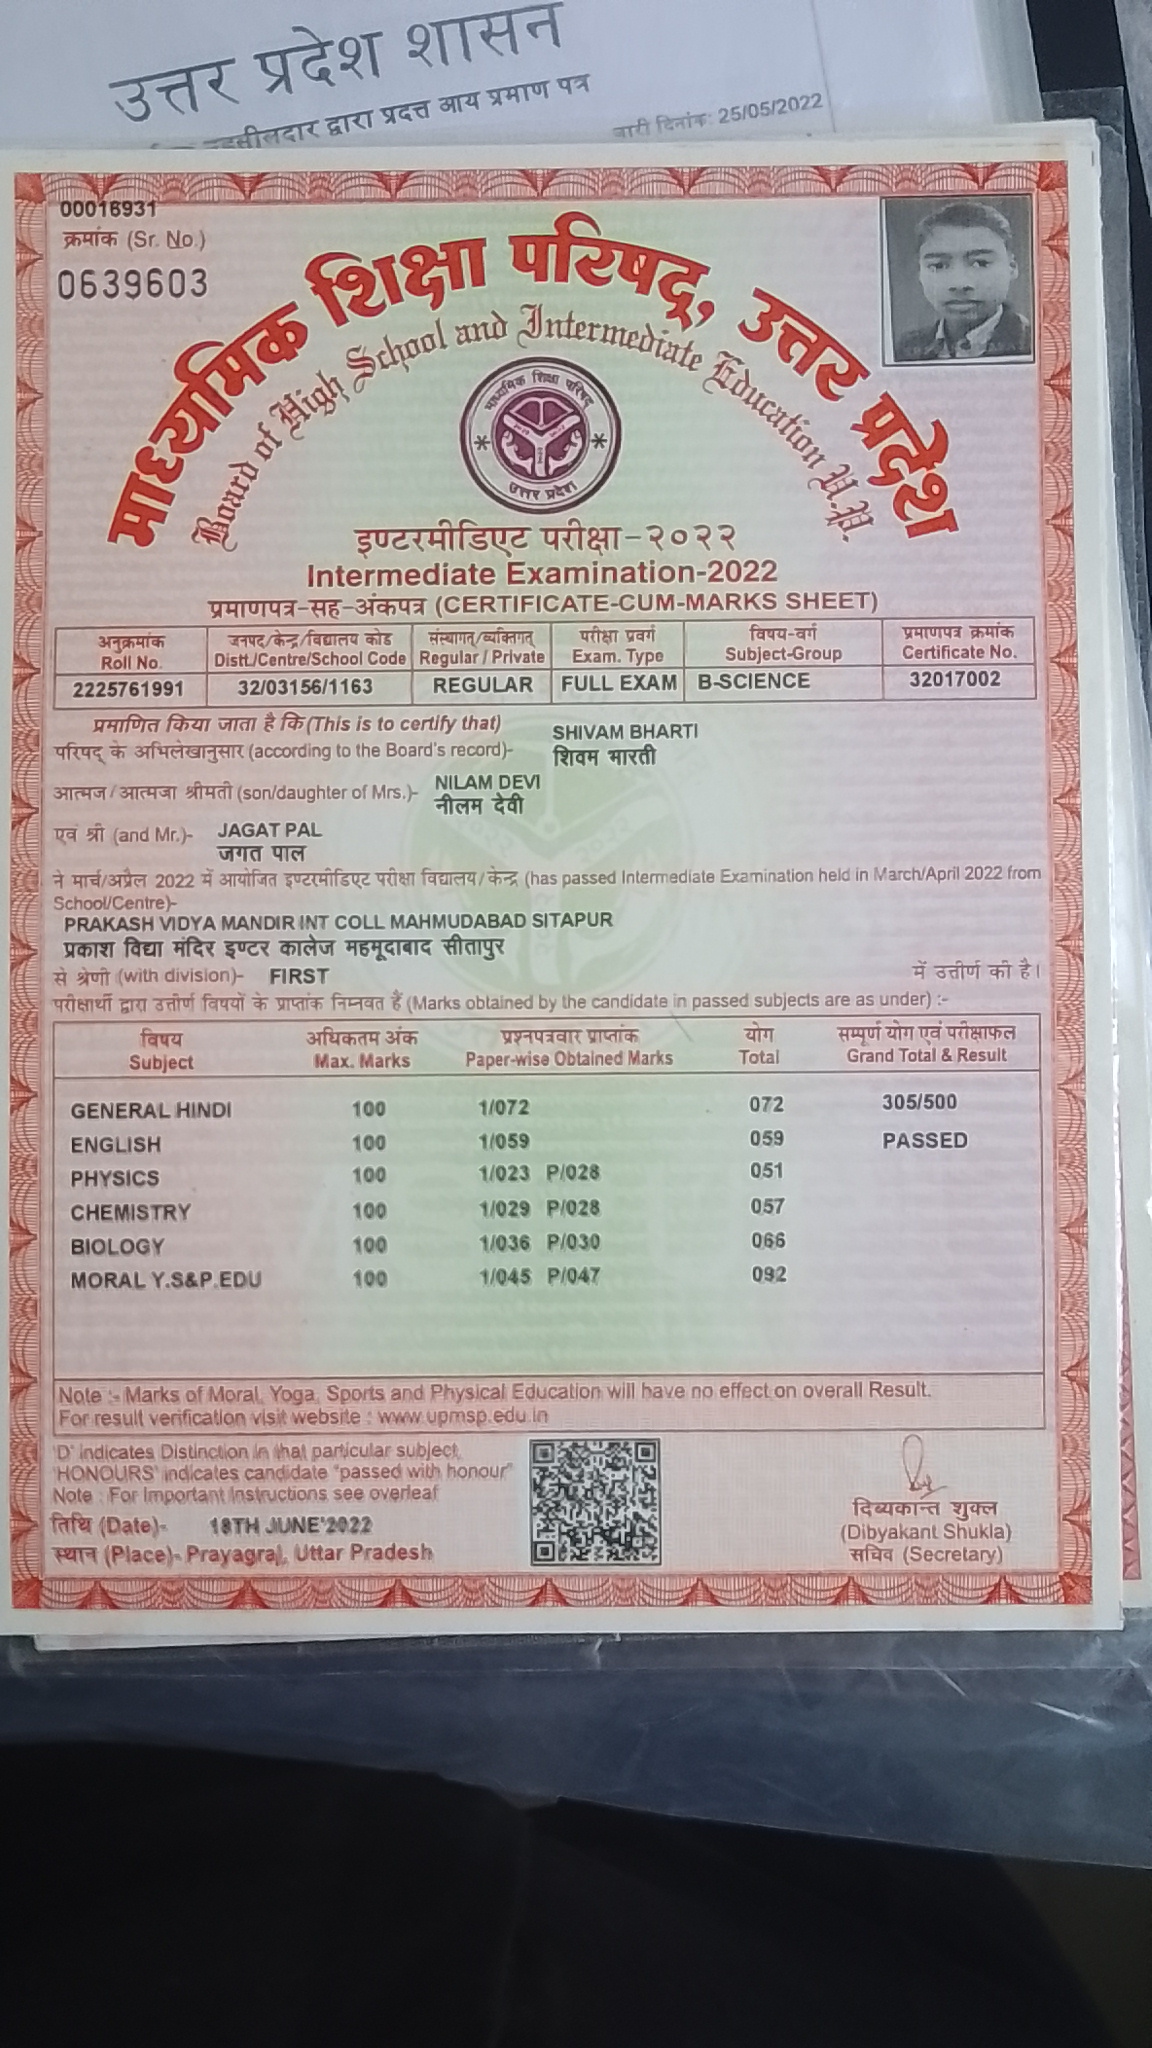 उत्तर प्रदेश शासन
द्वारा प्रदत्त आय प्रमाण पत्र
जारी दिनांक: 25/05/2022
00016931
क्रमांक (Sr. No.)
0639603
माध्यमिक शिक्षा परिषद्, उत्तर प्रदेश
Board of High School and Intermediate Education U.P.
माध्यमिक शिक्षा परिषद्
उत्तर प्रदेश
इण्टरमीडिएट परीक्षा-२०२२
Intermediate Examination-2022
प्रमाणपत्र-सह-अंकपत्र (CERTIFICATE-CUM-MARKS SHEET)
अनुक्रमांक जनपद/केन्द्र/विद्यालय कोड संस्थागत्/व्यक्तिगत् परीक्षा प्रवर्ग विषय-वर्ग प्रमाणपत्र क्रमांक
Roll No. Distt./Centre/School Code Regular / Private Exam. Type Subject-Group Certificate No.
2225761991 32/03156/1163 REGULAR FULL EXAM B-SCIENCE 32017002
प्रमाणित किया जाता है कि (This is to certify that) SHIVAM BHARTI
परिषद् के अभिलेखानुसार (according to the Board's record)- शिवम भारती
आत्मज/आत्मजा श्रीमती (son/daughter of Mrs.)- NILAM DEVI
नीलम देवी
एवं श्री (and Mr.)- JAGAT PAL
जगत पाल
ने मार्च/अप्रैल 2022 में आयोजित इण्टरमीडिएट परीक्षा विद्यालय/केन्द्र (has passed Intermediate Examination held in March/April 2022 from
School/Centre)-
PRAKASH VIDYA MANDIR INT COLL MAHMUDABAD SITAPUR
प्रकाश विद्या मंदिर इण्टर कालेज महमूदाबाद सीतापुर
से श्रेणी (with division)- FIRST में उत्तीर्ण की है।
परीक्षार्थी द्वारा उत्तीर्ण विषयों के प्राप्तांक निम्नवत हैं (Marks obtained by the candidate in passed subjects are as under) :-
विषय अधिकतम अंक प्रश्नपत्रवार प्राप्तांक योग सम्पूर्ण योग एवं परीक्षाफल
Subject Max. Marks Paper-wise Obtained Marks Total Grand Total & Result
GENERAL HINDI 100 1/072 072 305/500
ENGLISH 100 1/059 059 PASSED
PHYSICS 100 1/023 P/028 051
CHEMISTRY 100 1/029 P/028 057
BIOLOGY 100 1/036 P/030 066
MORAL Y.S&P.EDU 100 1/045 P/047 092
Note :- Marks of Moral, Yoga, Sports and Physical Education will have no effect on overall Result.
For result verification visit website : www.upmsp.edu.in
'D' indicates Distinction in that particular subject,
'HONOURS' indicates candidate "passed with honour"
Note : For Important Instructions see overleaf
तिथि (Date)- 18TH JUNE'2022
स्थान (Place)- Prayagraj, Uttar Pradesh
दिब्यकान्त शुक्ल
(Dibyakant Shukla)
सचिव (Secretary)